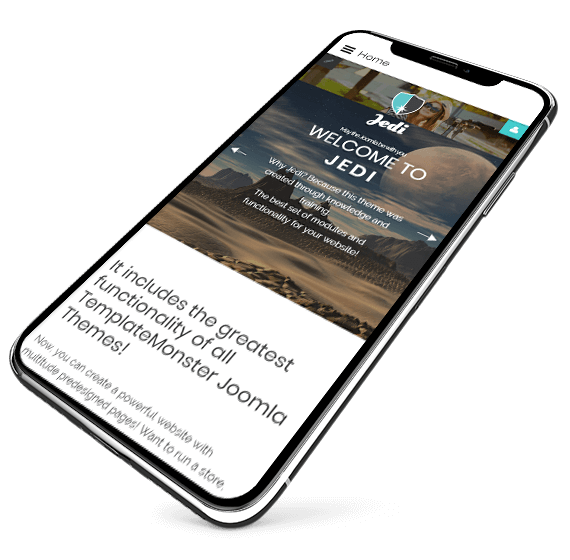 Home
Jedi
May the Joomla be with you
WELCOME TO
JEDI
Why Jedi? Because this theme was
created through knowledge and
training.
The best set of modules and
functionality for your website!
It includes the greatest
functionality of all
TemplateMonster Joomla
Themes!
Now, you can create a powerful website with
multitude predesigned pages! Want to run a store,